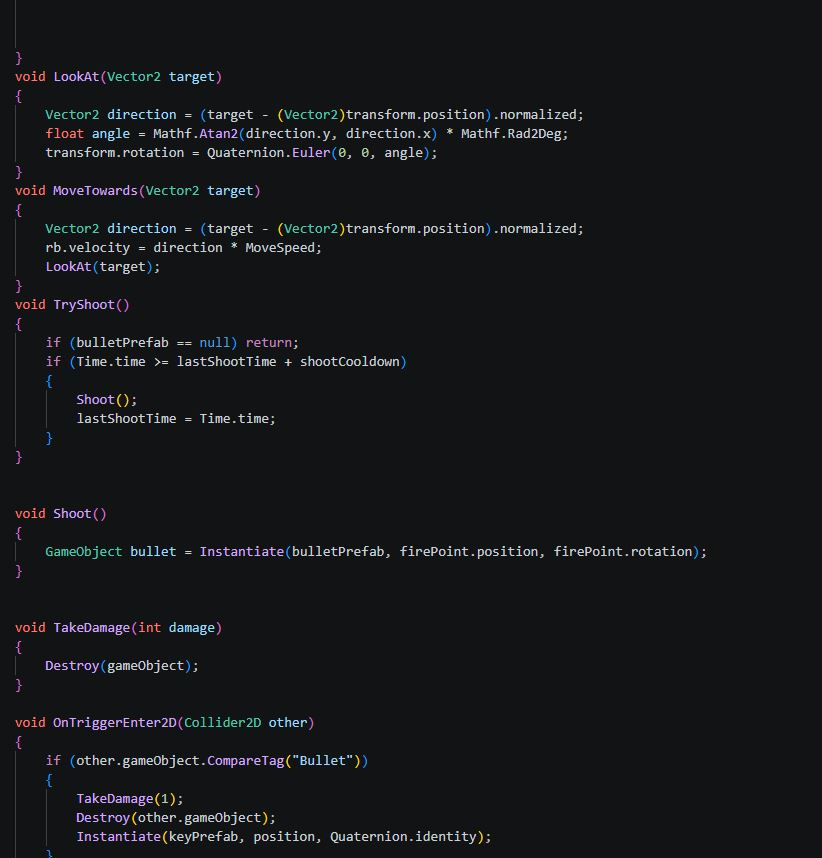 }
void LookAt(Vector2 target)
{
Vector2 direction = (target - (Vector2)transform.position).normalized;
float angle = Mathf.Atan2(direction.y, direction.x) * Mathf.Rad2Deg;
transform.rotation = Quaternion.Euler(0, 0, angle);
}
void MoveTowards(Vector2 target)
{
Vector2 direction = (target - (Vector2)transform.position).normalized;
rb.velocity = direction * MoveSpeed;
LookAt(target);
}
void TryShoot()
{
if (bulletPrefab == null) return;
if (Time.time >= lastShootTime + shootCooldown)
{
Shoot();
lastShootTime = Time.time;
}
}
void Shoot()
{
GameObject bullet = Instantiate(bulletPrefab, firePoint.position, firePoint.rotation);
}
void TakeDamage(int damage)
{
Destroy(gameObject);
}
void OnTriggerEnter2D(Collider2D other)
{
if (other.gameObject.CompareTag("Bullet"))
{
TakeDamage(1);
Destroy(other.gameObject);
Instantiate(keyPrefab, position, Quaternion.identity);
}